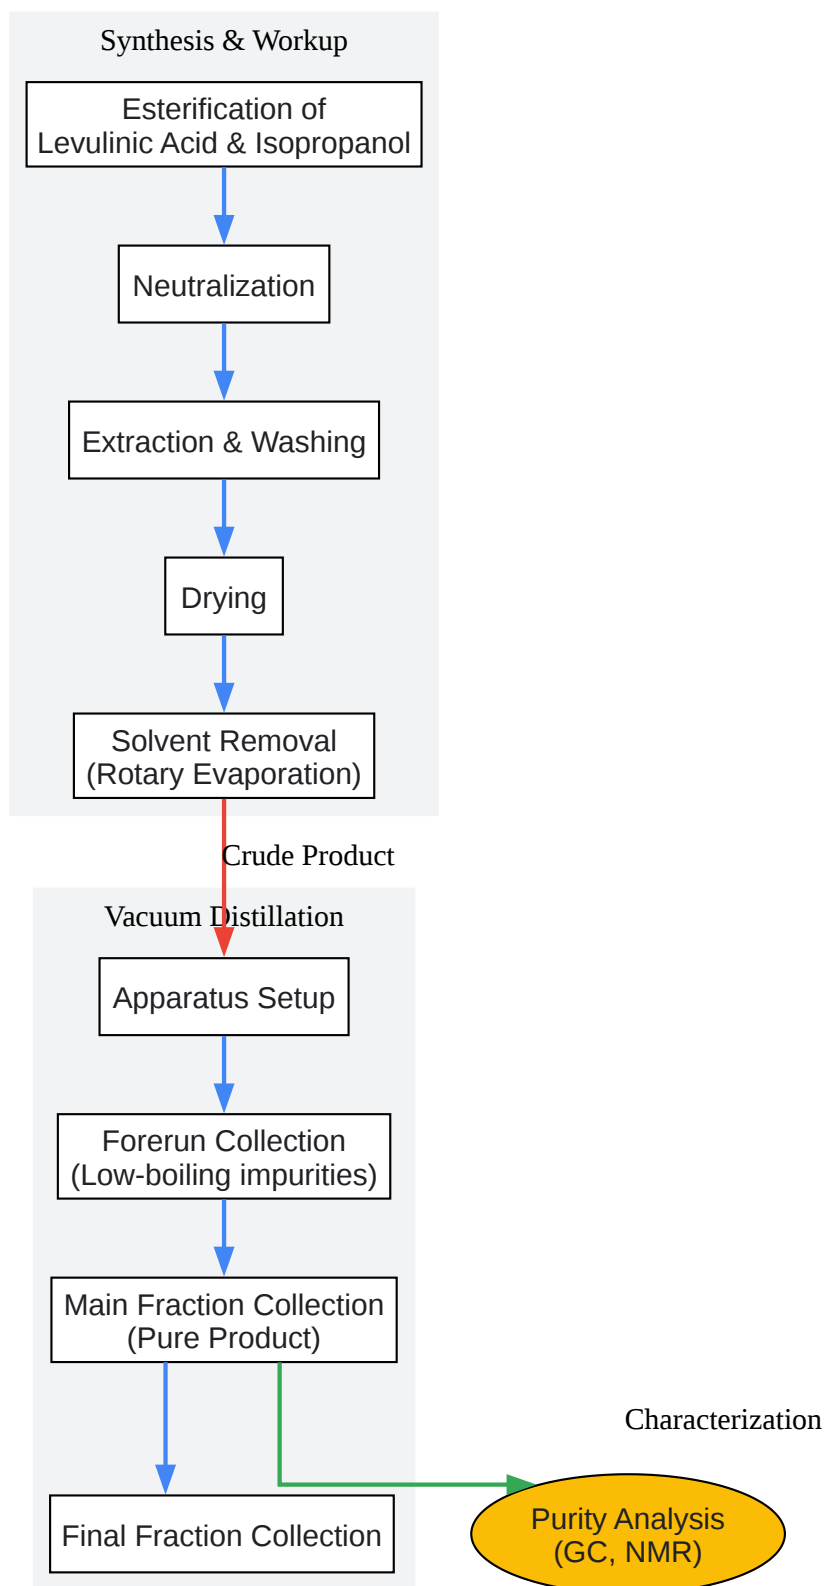 Synthesis & Workup
Esterification of
Levulinic Acid & Isopropanol
Neutralization
Extraction & Washing
Drying
Solvent Removal
(Rotary Evaporation)
Crude Product
Vacuum Distillation
Apparatus Setup
Forerun Collection
(Low-boiling impurities)
Main Fraction Collection
(Pure Product)
Characterization
Final Fraction Collection
Purity Analysis
(GC, NMR)